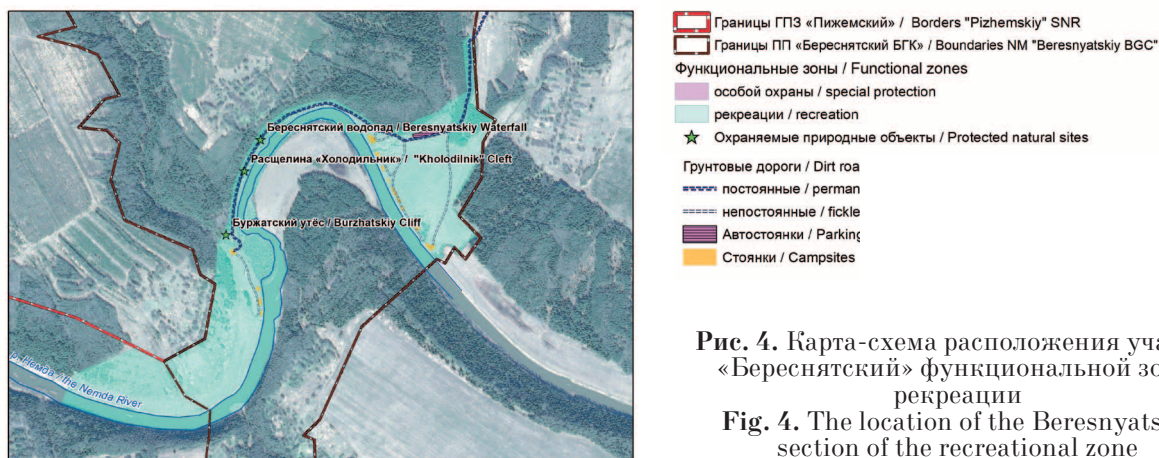 Береснятский водопад / Beresnyatskiy Waterfall
Расщелина «Холодильник» / "Kholodilnik" Cleft
Буржатский утёс / Burzhatskiy Cliff
р. Немда / the Nemda River
Границы ГПЗ «Пижемский» / Borders "Pizhemskiy" SNR
Границы ПП «Береснятский БГК» / Boundaries NM "Beresnyatskiy BGC"
Функциональные зоны / Functional zones
особой охраны / special protection
рекреации / recreation
Охраняемые природные объекты / Protected natural sites
Грунтовые дороги / Dirt roa
постоянные / perman
непостоянные / fickle
Автостоянки / Parking
Стоянки / Campsites
Рис. 4. Карта-схема расположения уча
«Береснятский» функциональной зо
рекреации
Fig. 4. The location of the Beresnyats
section of the recreational zone